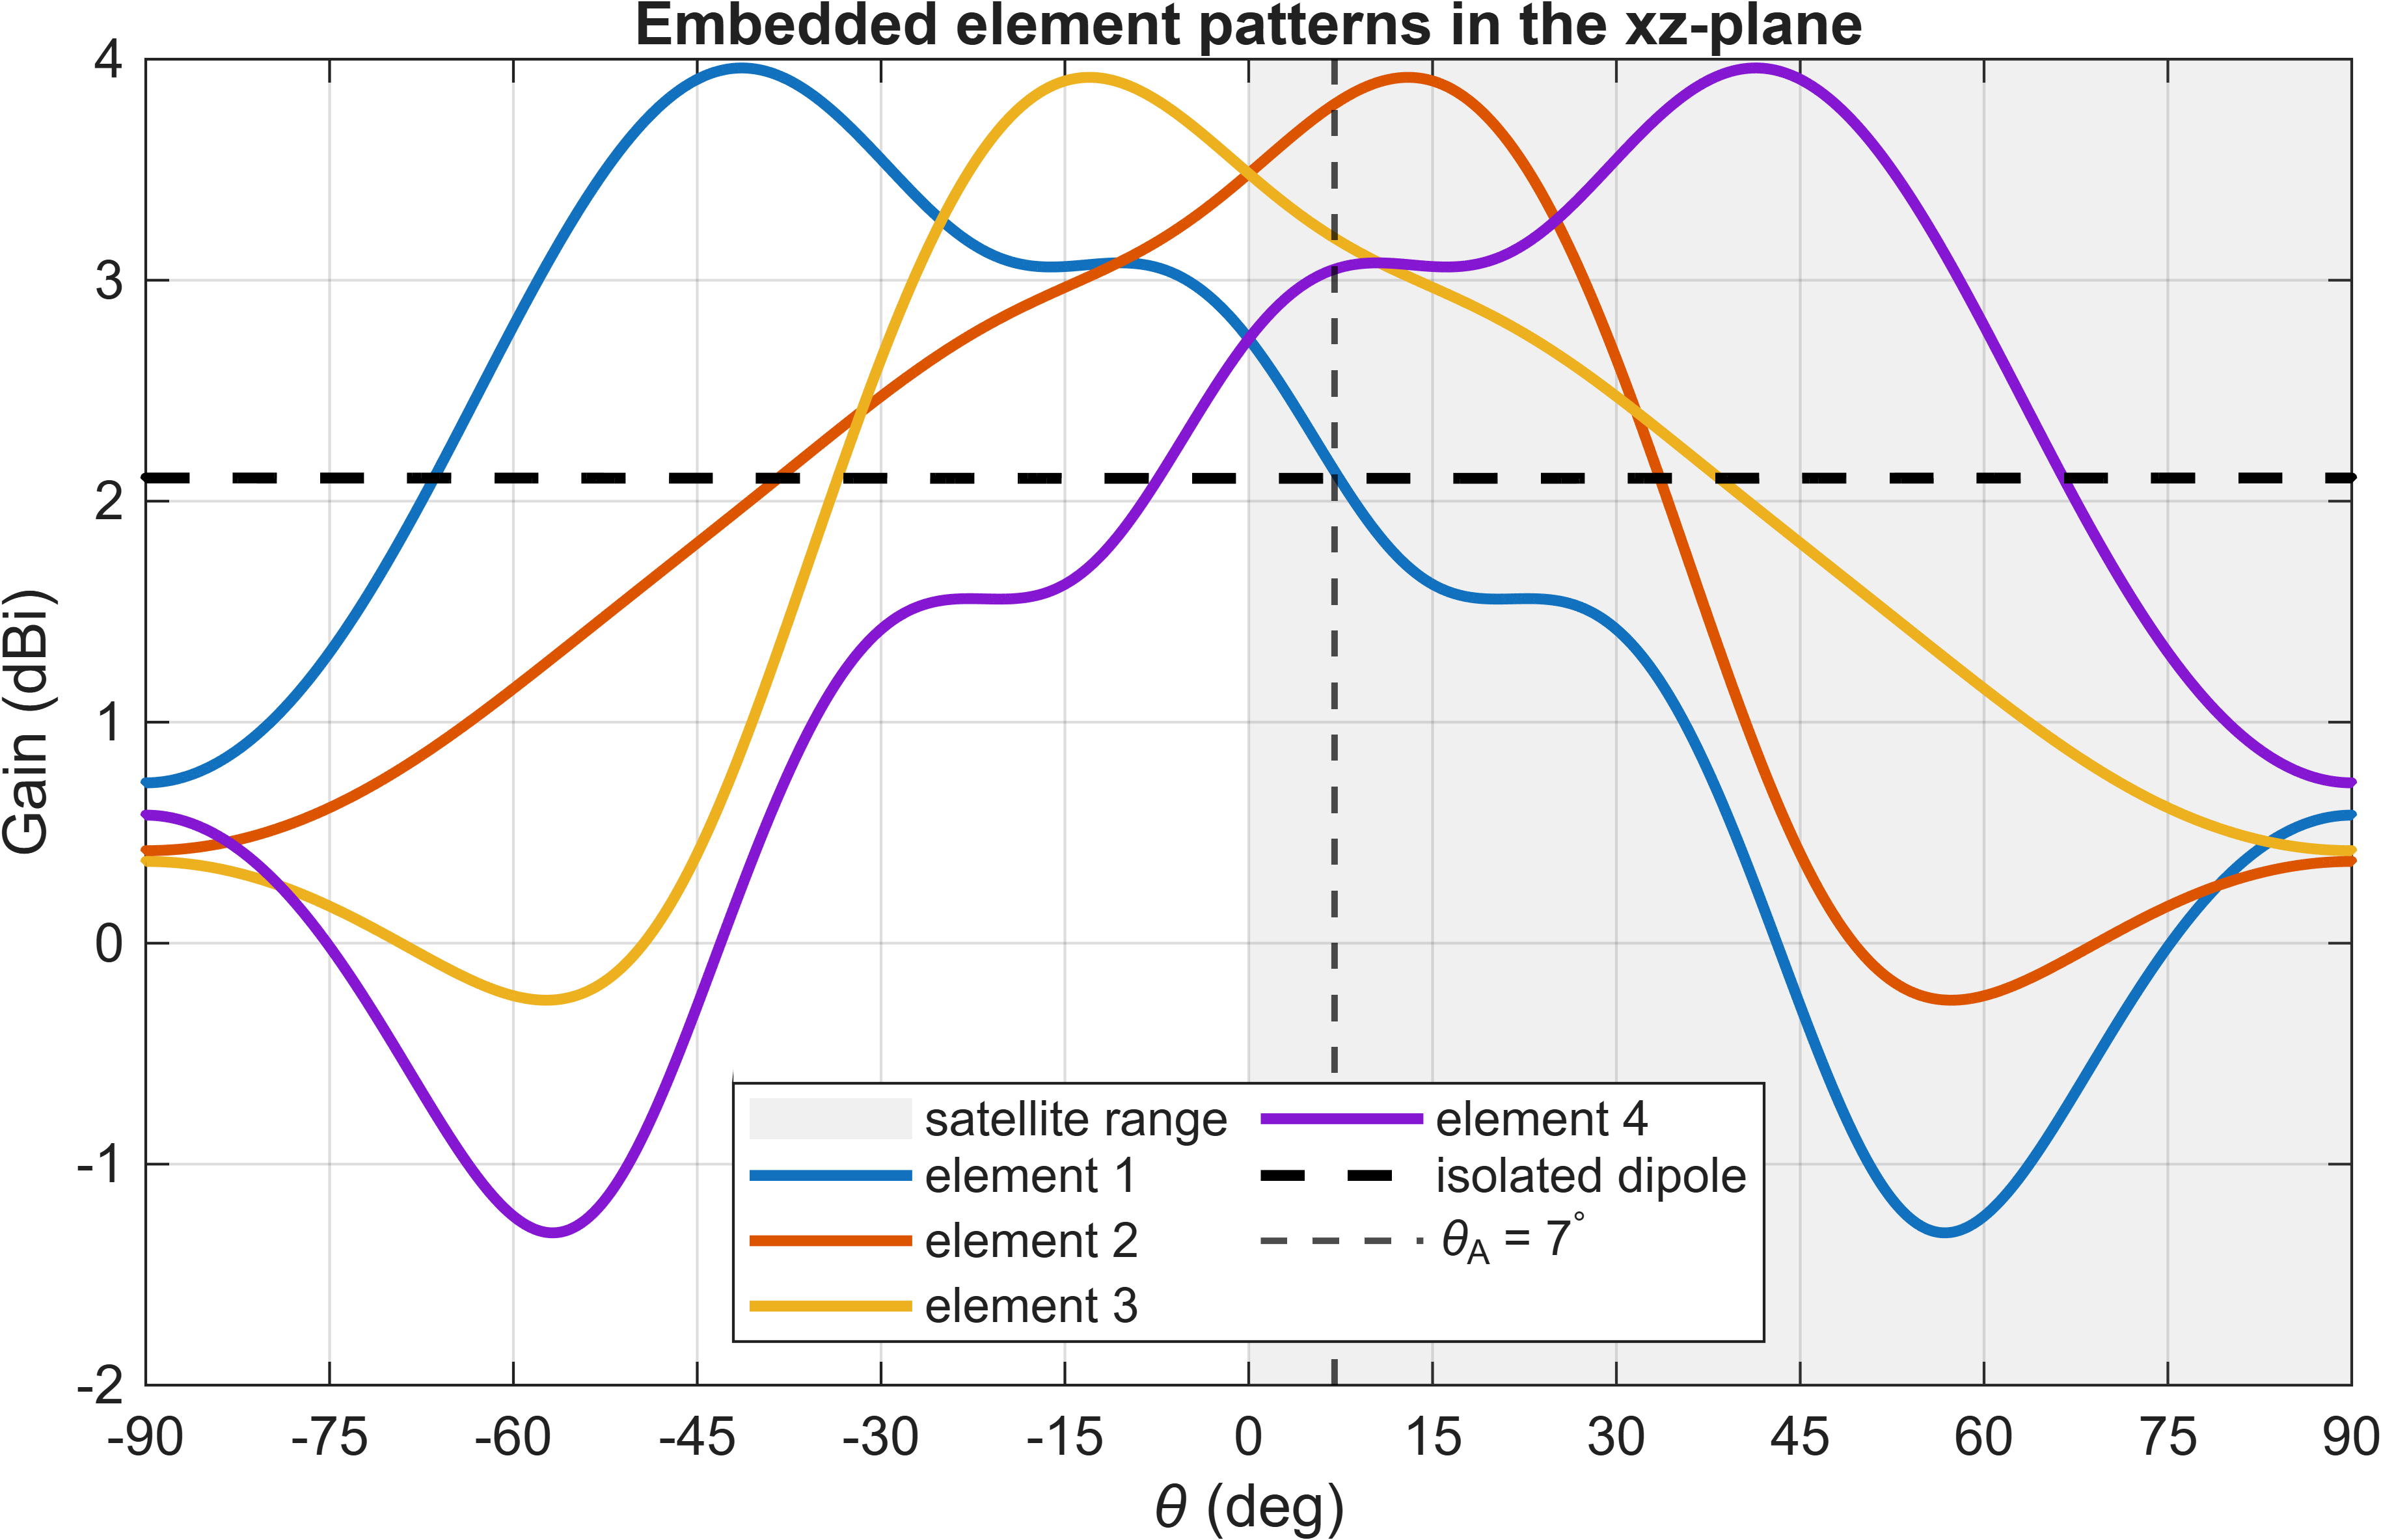 Embedded element patterns in the xz-plane
Gain (dBi)
4
3
2
1
0
-1
-2
-90 -75 -60 -45 -30 -15 0 15 30 45 60 75 90
θ (deg)
satellite range
element 1
element 2
element 3
element 4
isolated dipole
θA = 7°